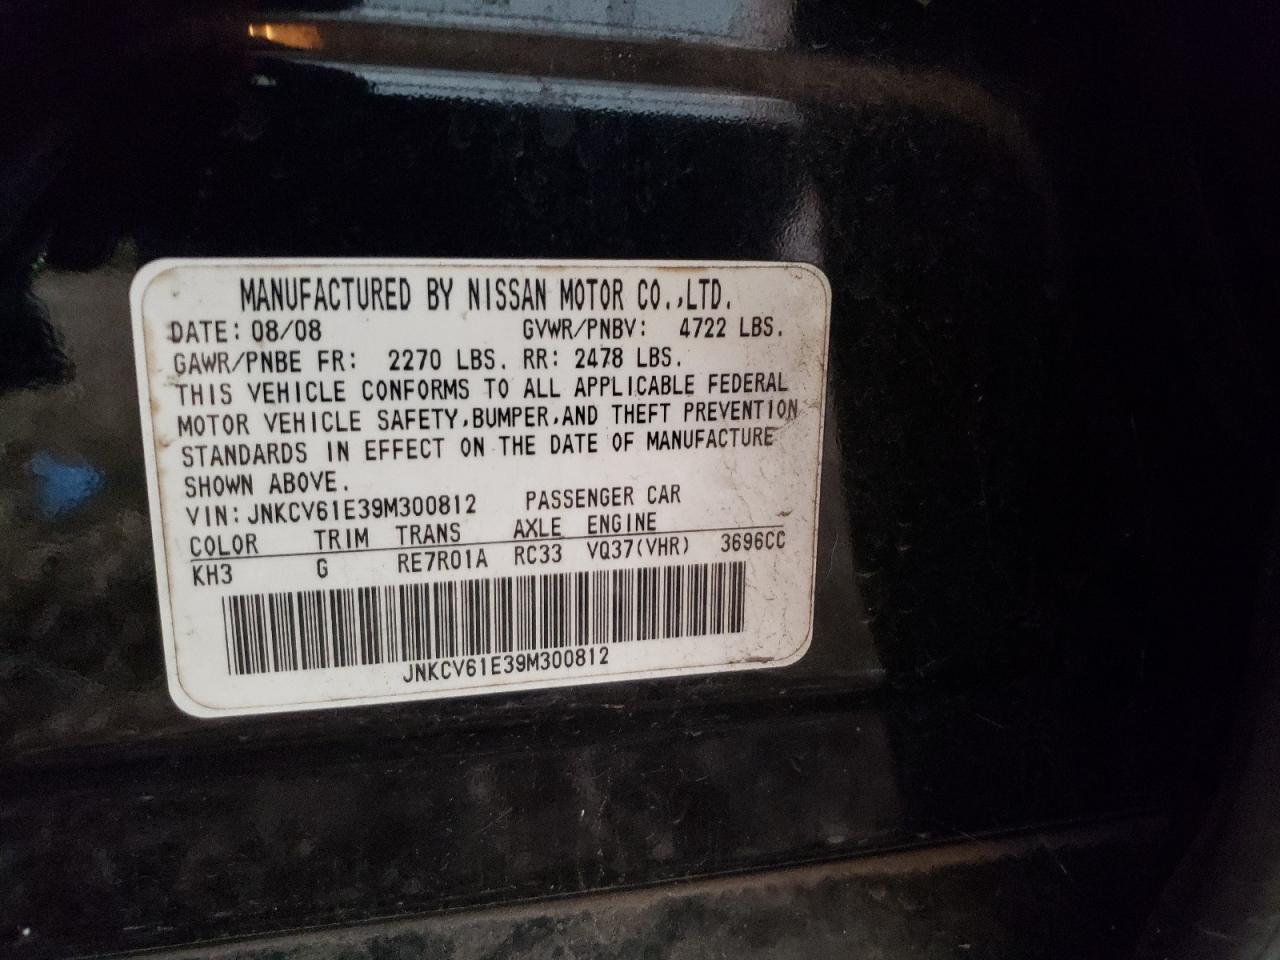 MANUFACTURED BY NISSAN MOTOR CO.,LTD.
DATE: 08/08 GVWR/PNBV: 4722 LBS.
GAWR/PNBE FR: 2270 LBS. RR: 2478 LBS.
THIS VEHICLE CONFORMS TO ALL APPLICABLE FEDERAL
MOTOR VEHICLE SAFETY,BUMPER,AND THEFT PREVENTION
STANDARDS IN EFFECT ON THE DATE OF MANUFACTURE
SHOWN ABOVE.
VIN: JNKCV61E39M300812 PASSENGER CAR
COLOR TRIM TRANS AXLE ENGINE
KH3 G RE7R01A RC33 VQ37(VHR) 3696CC
JNKCV61E39M300812